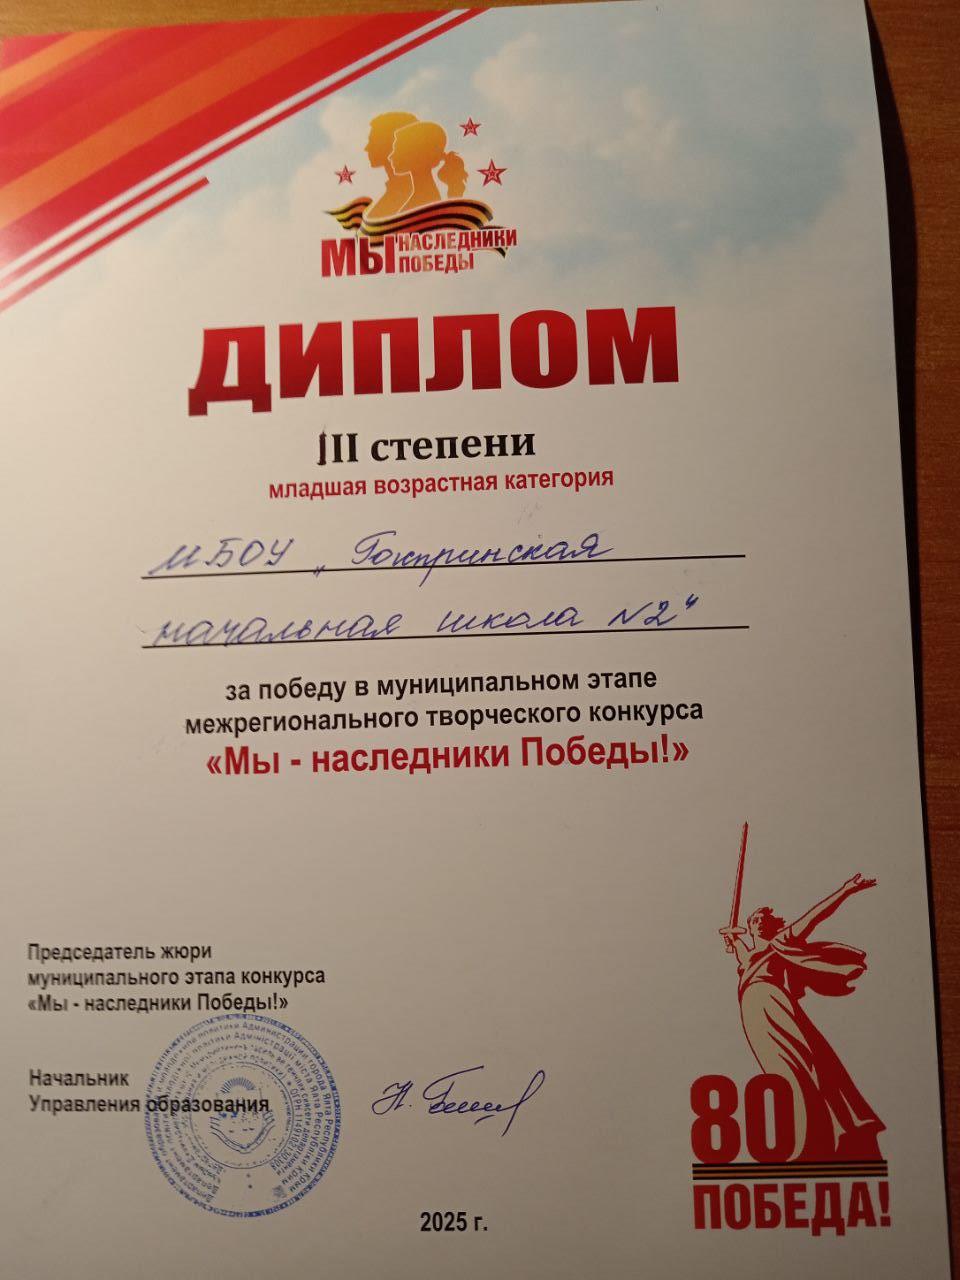 МЫ НАСЛЕДНИКИ
ПОБЕДЫ
ДИПЛОМ
III степени
младшая возрастная категория
МБОУ „Гаспринская
начальная школа №2“
за победу в муниципальном этапе
межрегионального творческого конкурса
«Мы - наследники Победы!»
Председатель жюри
муниципального этапа конкурса
«Мы - наследники Победы!»
Начальник
Управления образования
80
ПОБЕДА!
2025 г.